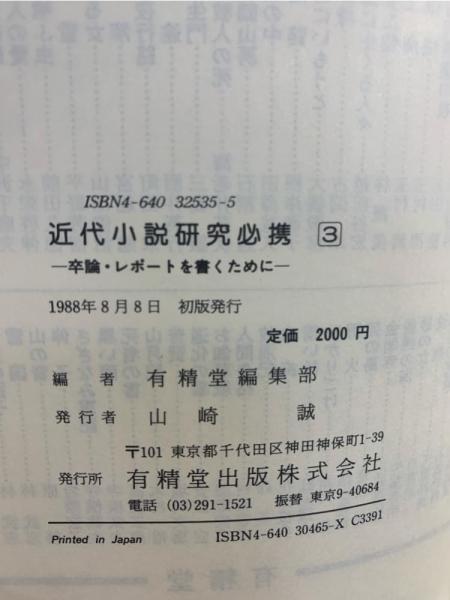 ISBN4-640 32535-5
近代小説研究必携 3
―卒論・レポートを書くために―
1988年8月8日 初版発行
定価 2000円
編者 有精堂編集部
発行者 山崎 誠
〒101 東京都千代田区神田神保町1-39
発行所 有精堂出版株式会社
電話 (03)291-1521 振替 東京9-40684
Printed in Japan ISBN4-640 30465-X C3391
有精堂